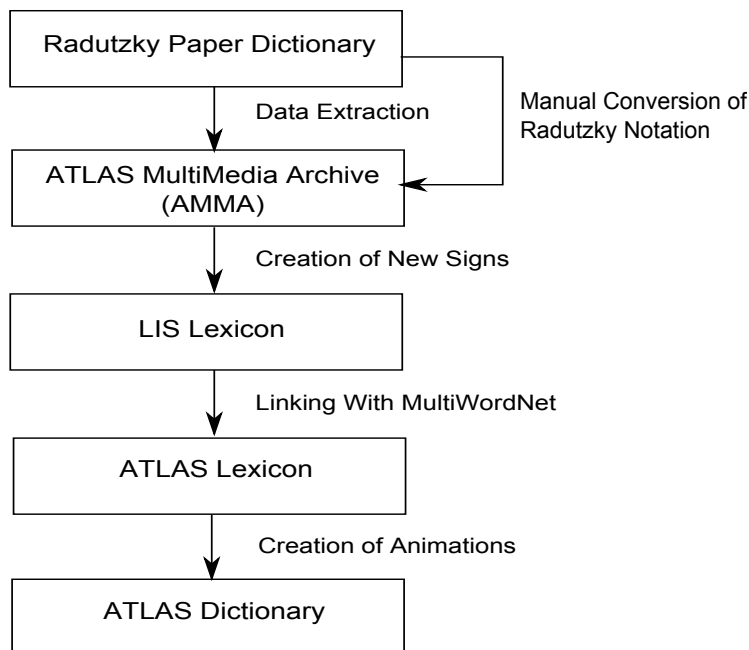 Radutzky Paper Dictionary
Data Extraction
Manual Conversion of
Radutzky Notation
ATLAS MultiMedia Archive
(AMMA)
Creation of New Signs
LIS Lexicon
Linking With MultiWordNet
ATLAS Lexicon
Creation of Animations
ATLAS Dictionary